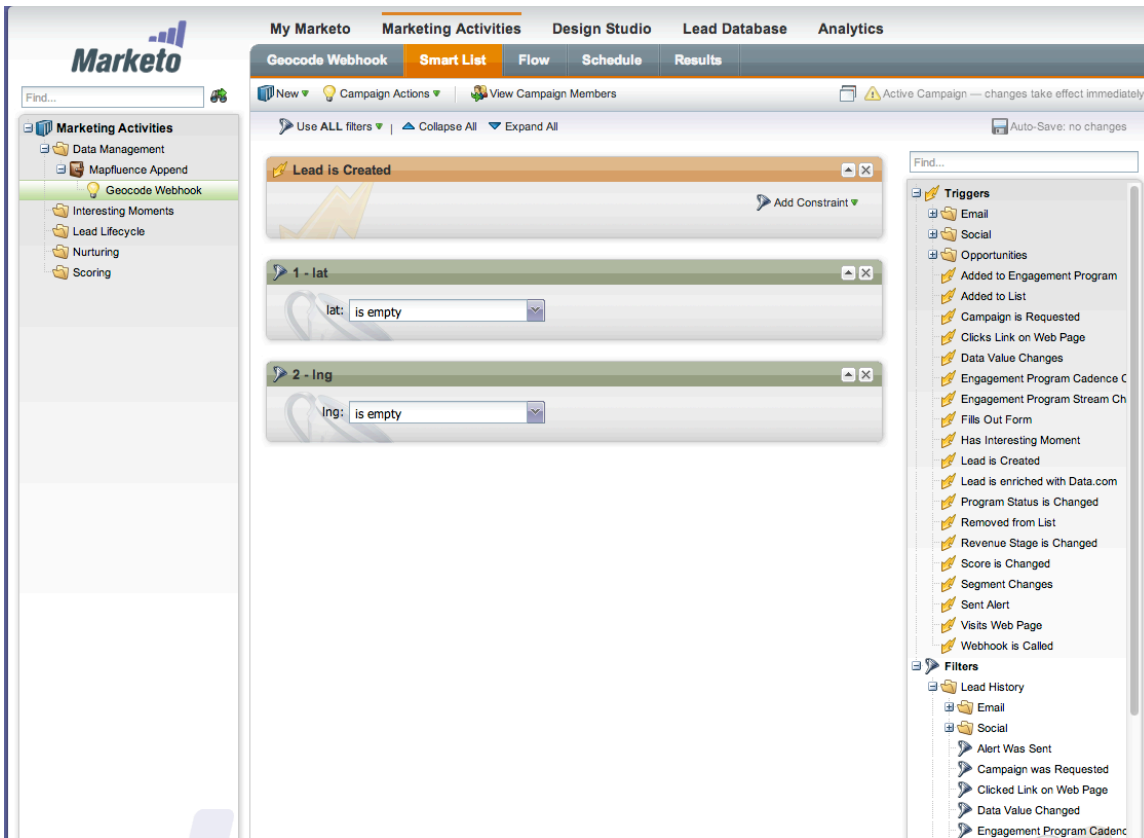 Marketo
My Marketo Marketing Activities Design Studio Lead Database Analytics
Geocode Webhook Smart List Flow Schedule Results
New Campaign Actions View Campaign Members Active Campaign — changes take effect immediately
Use ALL filters Collapse All Expand All Auto-Save: no changes
Find...
Marketing Activities
Data Management
Mapfluence Append
Geocode Webhook
Interesting Moments
Lead Lifecycle
Nurturing
Scoring
Lead is Created
Add Constraint
1 - lat
lat: is empty
2 - lng
lng: is empty
Find...
Triggers
Email
Social
Opportunities
Added to Engagement Program
Added to List
Campaign is Requested
Clicks Link on Web Page
Data Value Changes
Engagement Program Cadence C
Engagement Program Stream Ch
Fills Out Form
Has Interesting Moment
Lead is Created
Lead is enriched with Data.com
Program Status is Changed
Removed from List
Revenue Stage is Changed
Score is Changed
Segment Changes
Sent Alert
Visits Web Page
Webhook is Called
Filters
Lead History
Email
Social
Alert Was Sent
Campaign was Requested
Clicked Link on Web Page
Data Value Changed
Engagement Program Cadenc